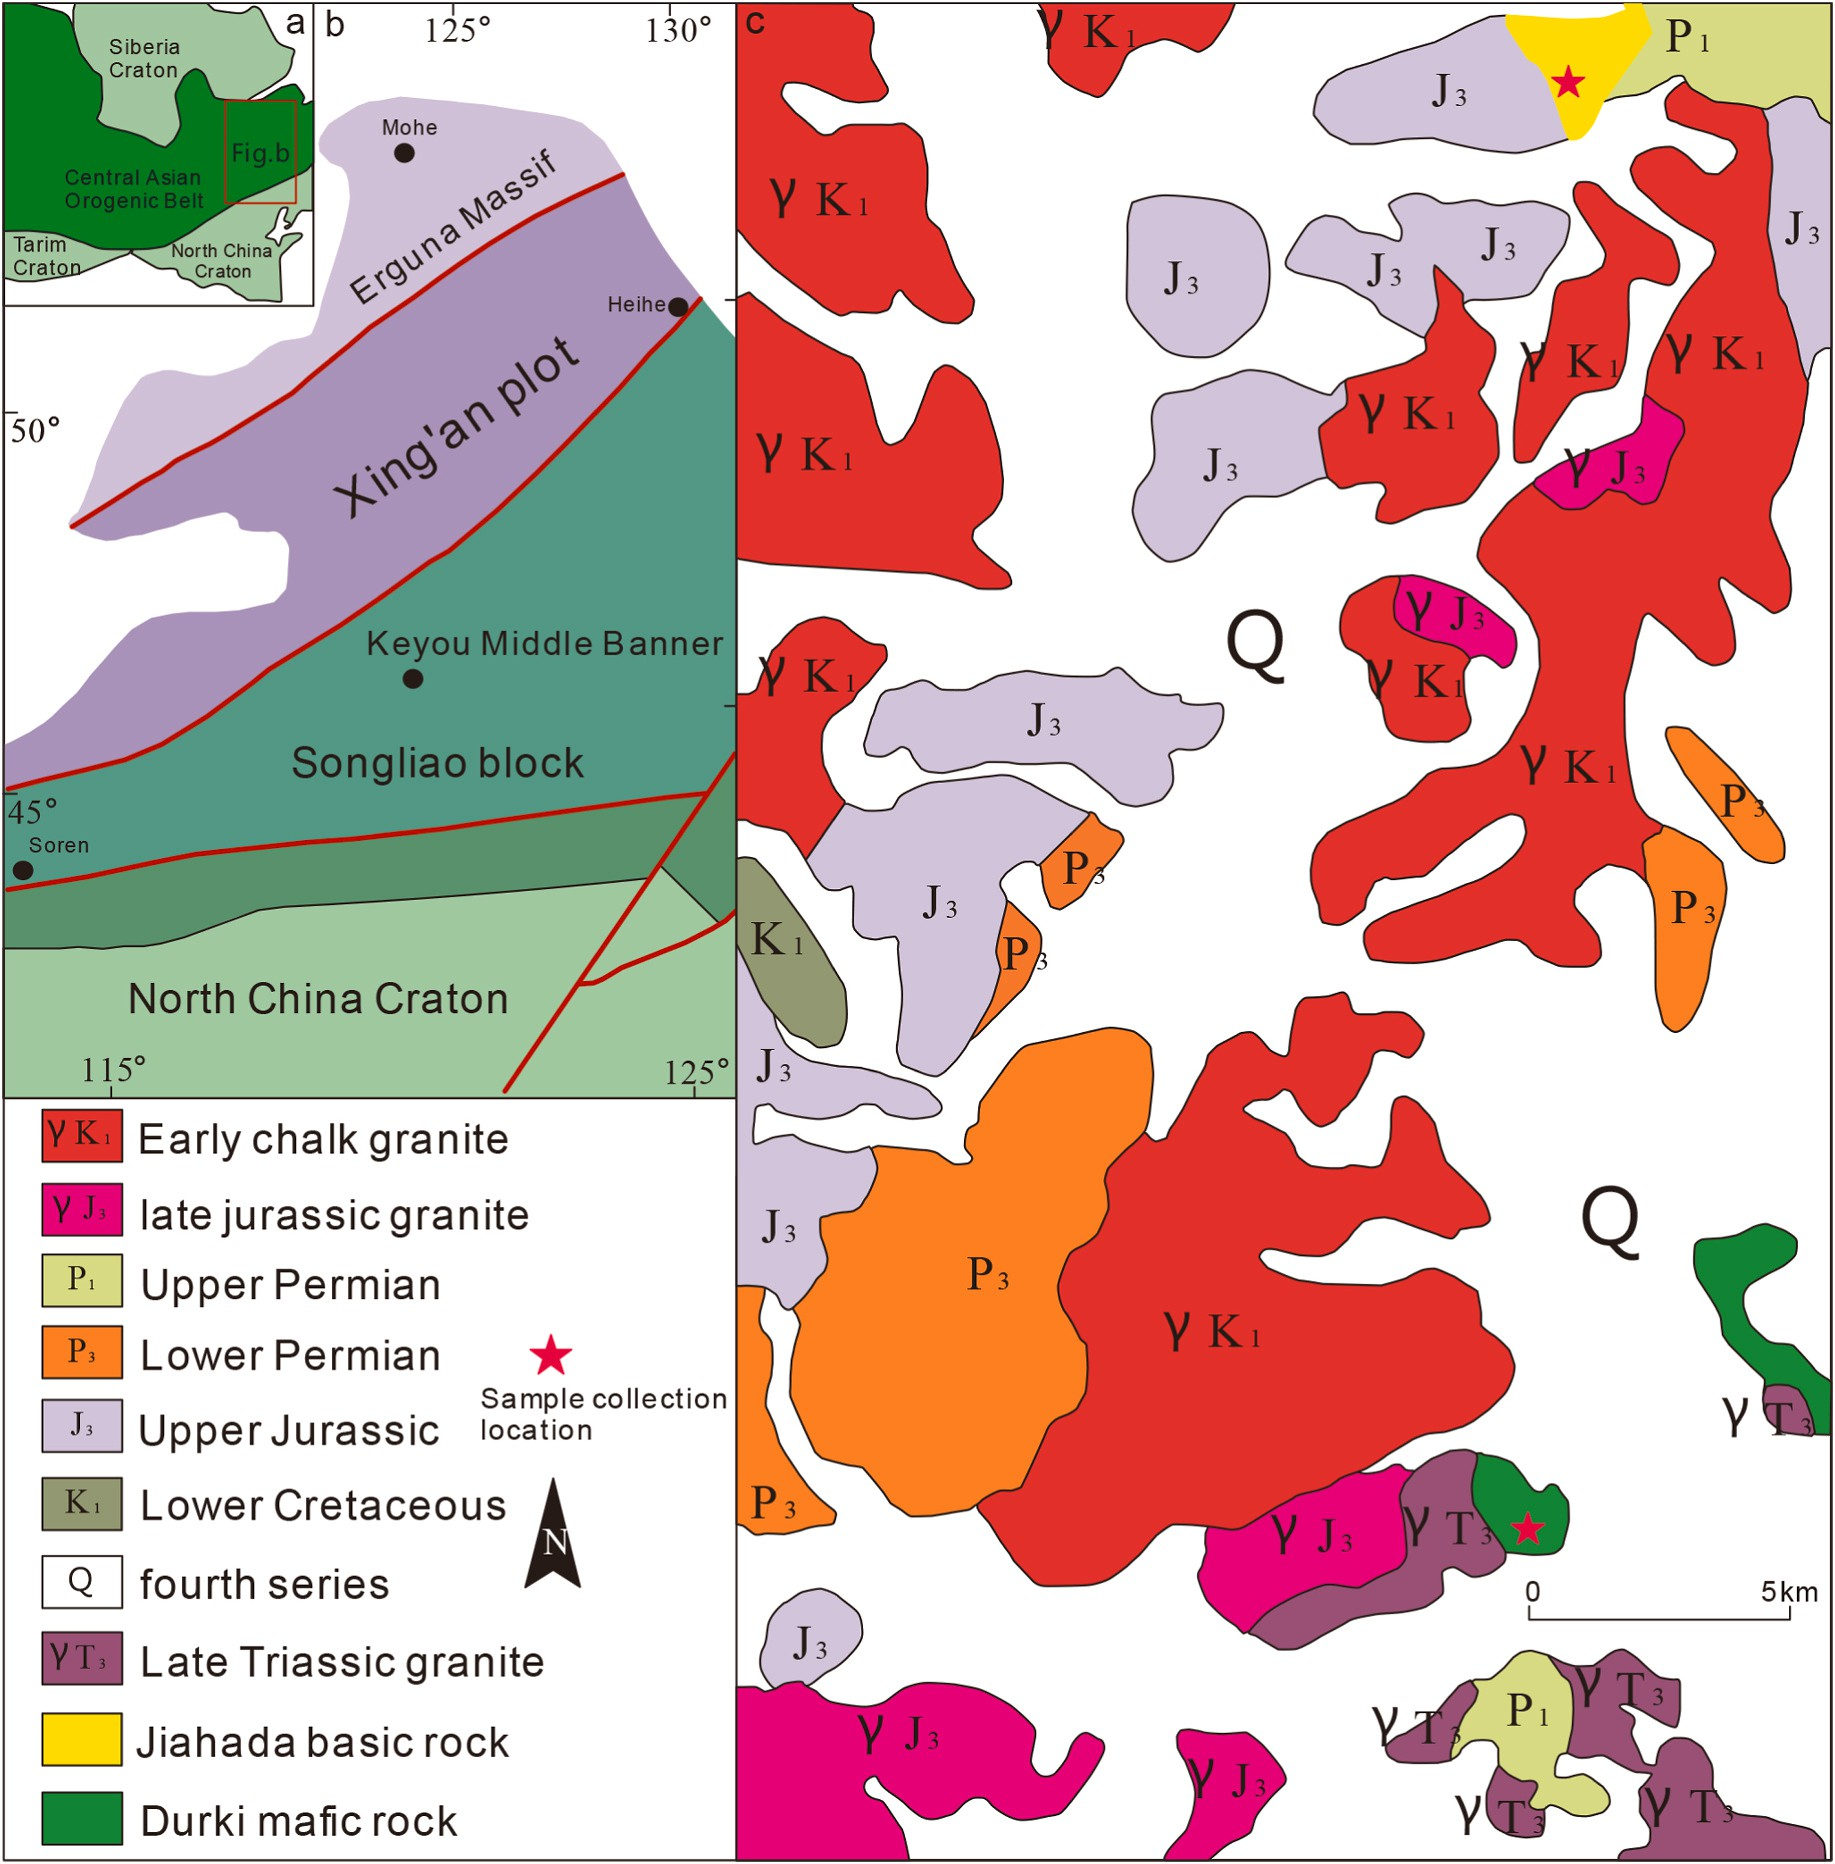 a
Siberia
Craton
Fig.b
Central Asian
Orogenic Belt
Tarim
Craton
North China
Craton
b
125°
130°
Mohe
Erguna Massif
Heihe
Xing'an plot
50°
Keyou Middle Banner
Songliao block
45°
Soren
North China Craton
115°
125°
γ K1 Early chalk granite
γ J3 late jurassic granite
P1 Upper Permian
P3 Lower Permian
J3 Upper Jurassic
K1 Lower Cretaceous
Q fourth series
γ T3 Late Triassic granite
Jiahada basic rock
Durki mafic rock
Sample collection
location
N
c
γ K1
P1
J3
γ K1
J3
J3
J3
J3
γ K1
γ K1
γ K1
γ K1
J3
γ J3
Q
γ J3
γ K1
γ K1
J3
γ K1
P3
P3
J3
P3
P3
K1
J3
J3
P3
Q
γ K1
γ T3
P3
γ J3
γ T3
0
5km
J3
γ J3
γ J3
γ T3
P1
γ T3
γ T3
γ T3